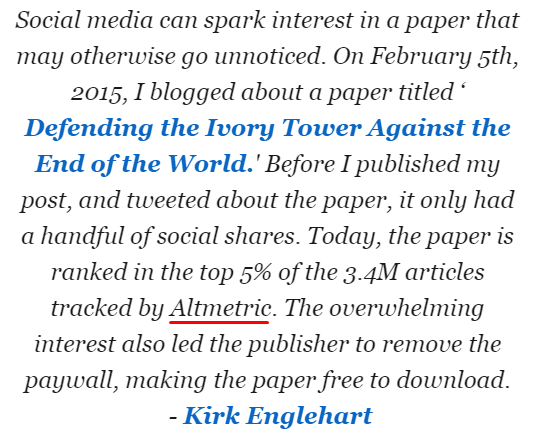 Social media can spark interest in a paper that
may otherwise go unnoticed. On February 5th,
2015, I blogged about a paper titled ‘
Defending the Ivory Tower Against the
End of the World.' Before I published my
post, and tweeted about the paper, it only had
a handful of social shares. Today, the paper is
ranked in the top 5% of the 3.4M articles
tracked by Altmetric. The overwhelming
interest also led the publisher to remove the
paywall, making the paper free to download.
- Kirk Englehart